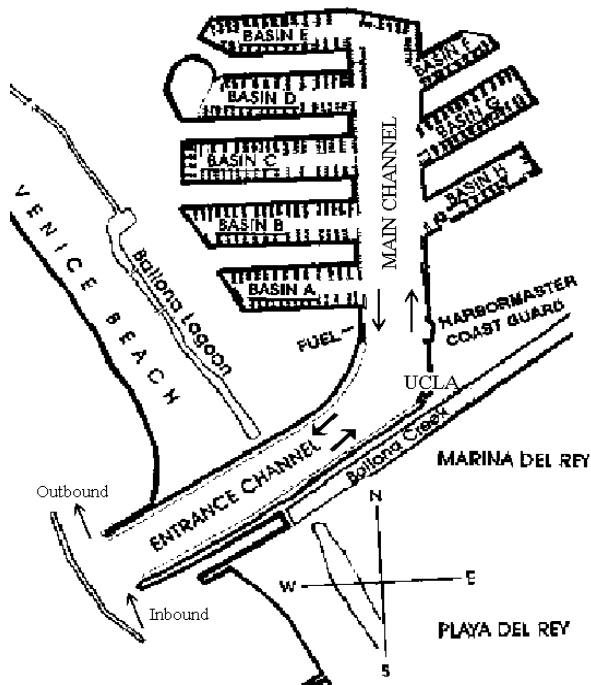 BASIN E
BASIN F
BASIN D
BASIN G
BASIN C
MAIN CHANNEL
BASIN H
VENICE BEACH
Ballona Lagoon
BASIN B
BASIN A
HARBORMASTER
COAST GUARD
FUEL
UCLA
Ballona Creek
MARINA DEL REY
ENTRANCE CHANNEL
Outbound
N
W
E
Inbound
PLAYA DEL REY
S